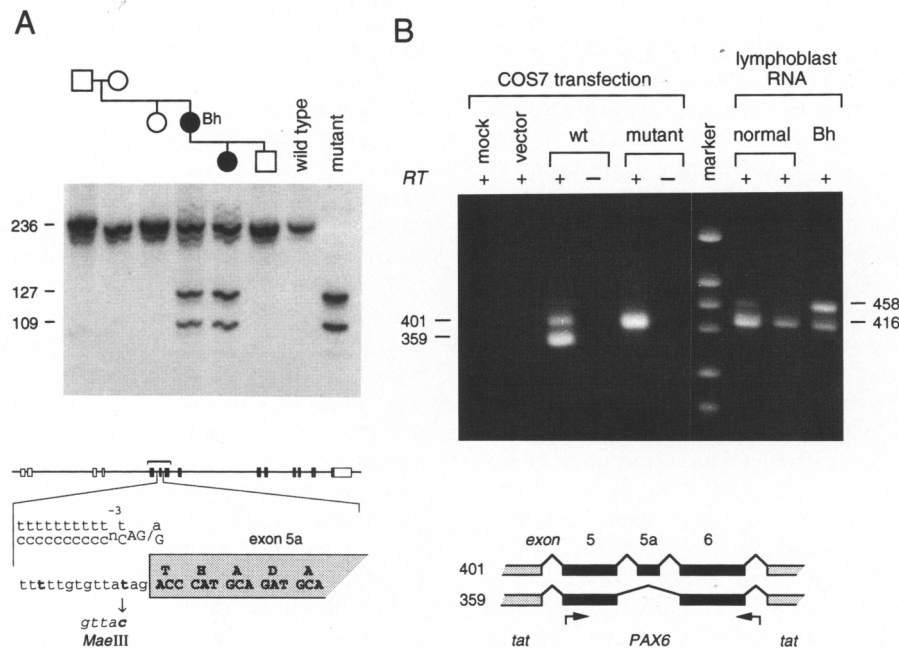 A
Bh
wild type
mutant
236
127
109
-3
tttttttttt t a
cccccccccc n C AG/G
exon 5a
T H A D A
ttttttgtgttatag ACC CAT GCA GAT GCA
gttac
MaeIII
B
COS7 transfection
lymphoblast
RNA
mock
vector
wt
mutant
marker
normal
Bh
RT + + + − + − + + +
401
359
458
416
exon 5 5a 6
401
359
tat PAX6 tat